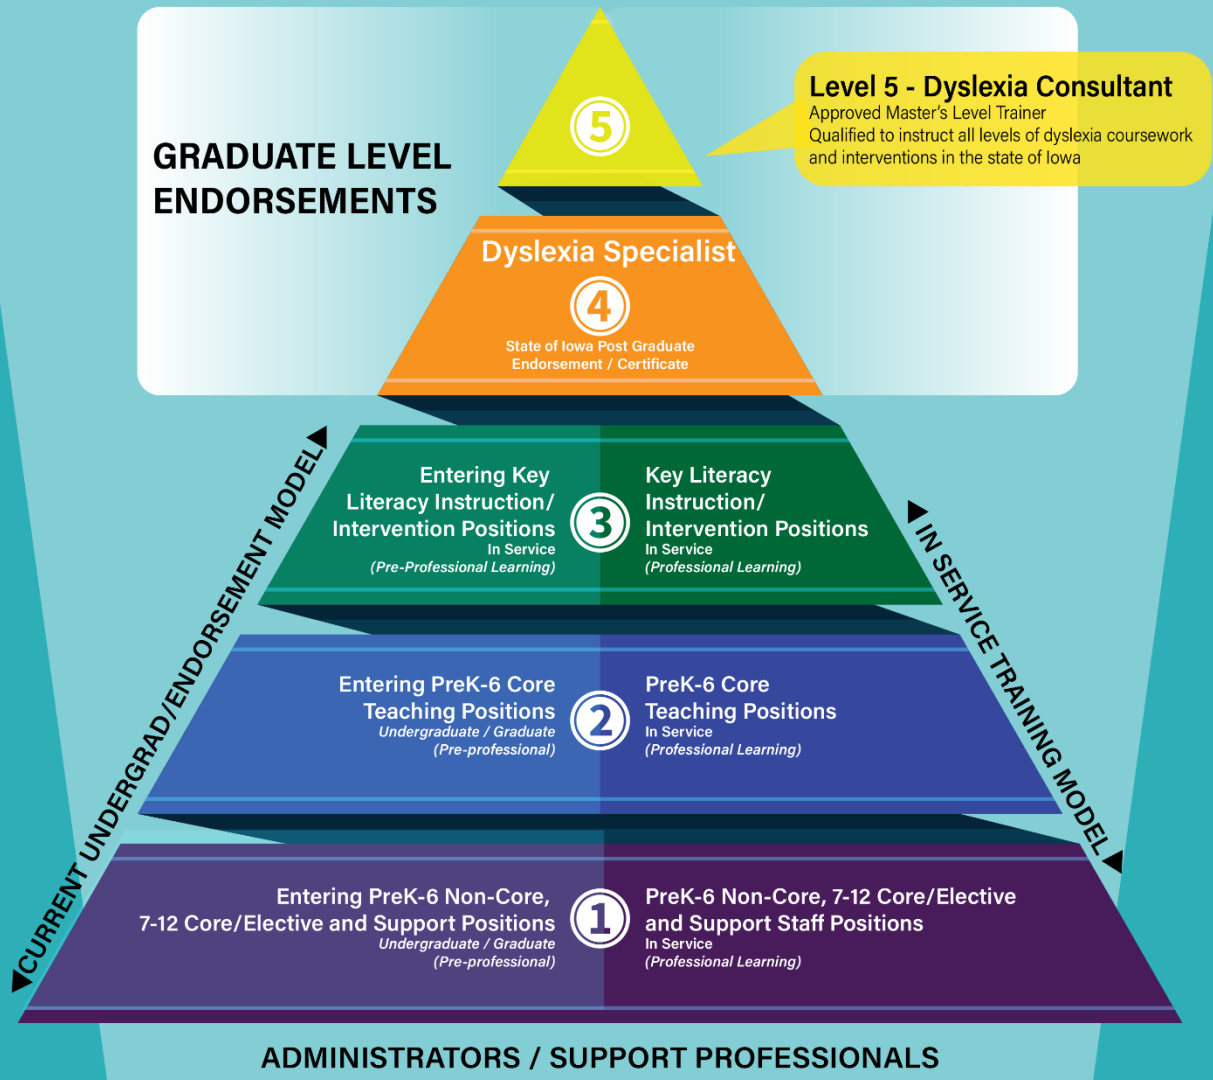 GRADUATE LEVEL
ENDORSEMENTS
5
Level 5 - Dyslexia Consultant
Approved Master's Level Trainer
Qualified to instruct all levels of dyslexia coursework
and interventions in the state of Iowa
Dyslexia Specialist
4
State of Iowa Post Graduate
Endorsement / Certificate
CURRENT UNDERGRAD/ENDORSEMENT MODEL
Entering Key
Literacy Instruction/
Intervention Positions
In Service
(Pre-Professional Learning)
3
Key Literacy
Instruction/
Intervention Positions
In Service
(Professional Learning)
IN SERVICE TRAINING MODEL
Entering PreK-6 Core
Teaching Positions
Undergraduate / Graduate
(Pre-professional)
2
PreK-6 Core
Teaching Positions
In Service
(Professional Learning)
Entering PreK-6 Non-Core,
7-12 Core/Elective and Support Positions
Undergraduate / Graduate
(Pre-professional)
1
PreK-6 Non-Core, 7-12 Core/Elective
and Support Staff Positions
In Service
(Professional Learning)
ADMINISTRATORS / SUPPORT PROFESSIONALS